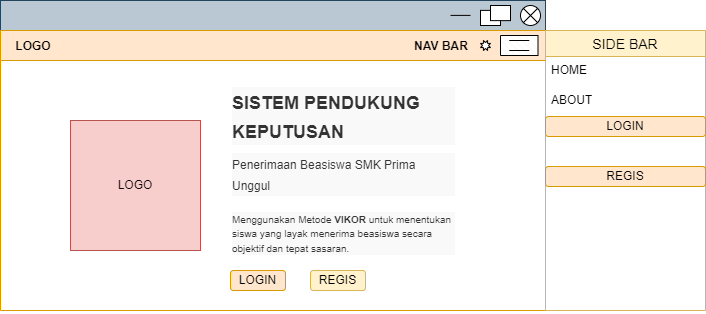 LOGO
NAV BAR
SIDE BAR
HOME
ABOUT
LOGIN
REGIS
LOGO
SISTEM PENDUKUNG
KEPUTUSAN
Penerimaan Beasiswa SMK Prima
Unggul
Menggunakan Metode VIKOR untuk menentukan
siswa yang layak menerima beasiswa secara
objektif dan tepat sasaran.
LOGIN
REGIS